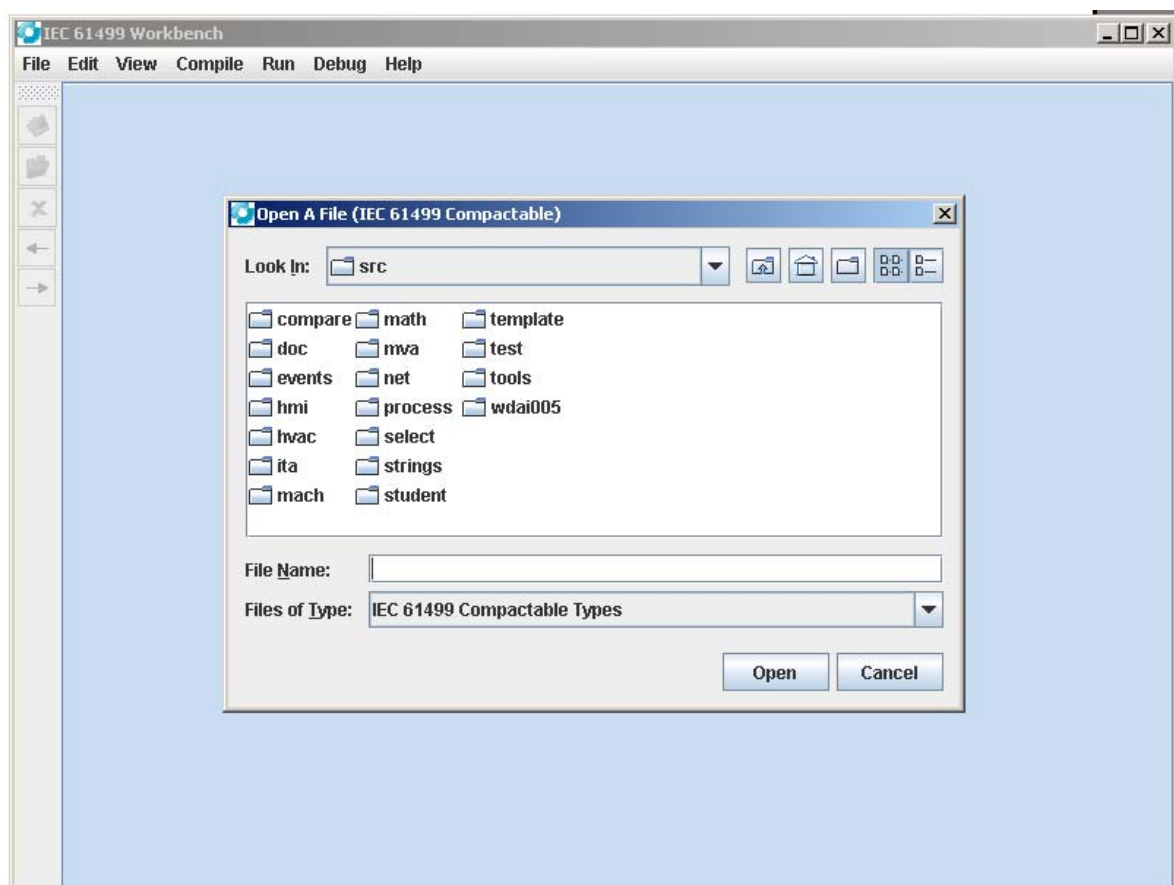 IEC 61499 Workbench
File Edit View Compile Run Debug Help
Open A File (IEC 61499 Compactable)
Look In: src
compare math template
doc mva test
events net tools
hmi process wdai005
hvac select
ita strings
mach student
File Name:
Files of Type: IEC 61499 Compactable Types
Open Cancel